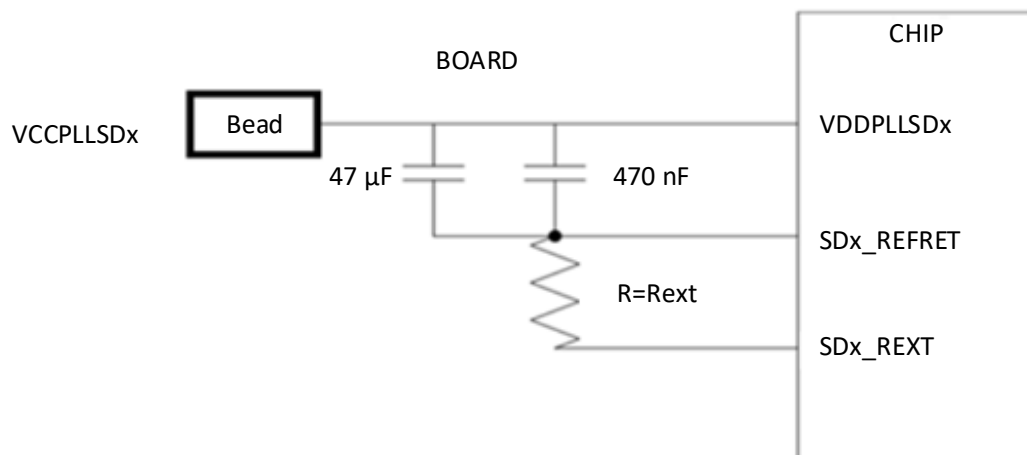 CHIP
BOARD
VCCPLLSDx
Bead
VDDPLLSDx
47 µF
470 nF
SDx_REFRET
R=Rext
SDx_REXT